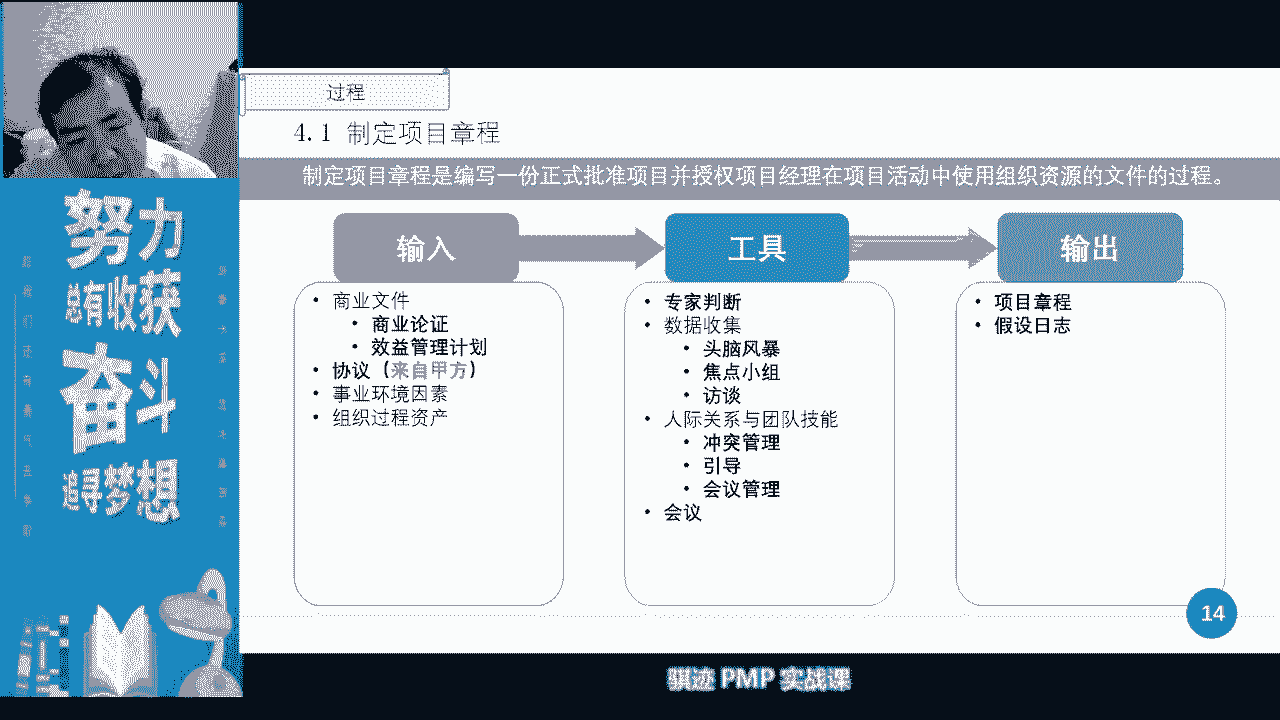 过程
4.1 制定项目章程
制定项目章程是编写一份正式批准项目并授权项目经理在项目活动中使用组织资源的文件的过程。
输入
工具
输出
• 商业文件
• 商业论证
• 效益管理计划
• 协议（来自甲方）
• 事业环境因素
• 组织过程资产
• 专家判断
• 数据收集
• 头脑风暴
• 焦点小组
• 访谈
• 人际关系与团队技能
• 冲突管理
• 引导
• 会议管理
• 会议
• 项目章程
• 假设日志
14
努力
总有收获
奋斗
追寻梦想
骐迹 PMP 实战课